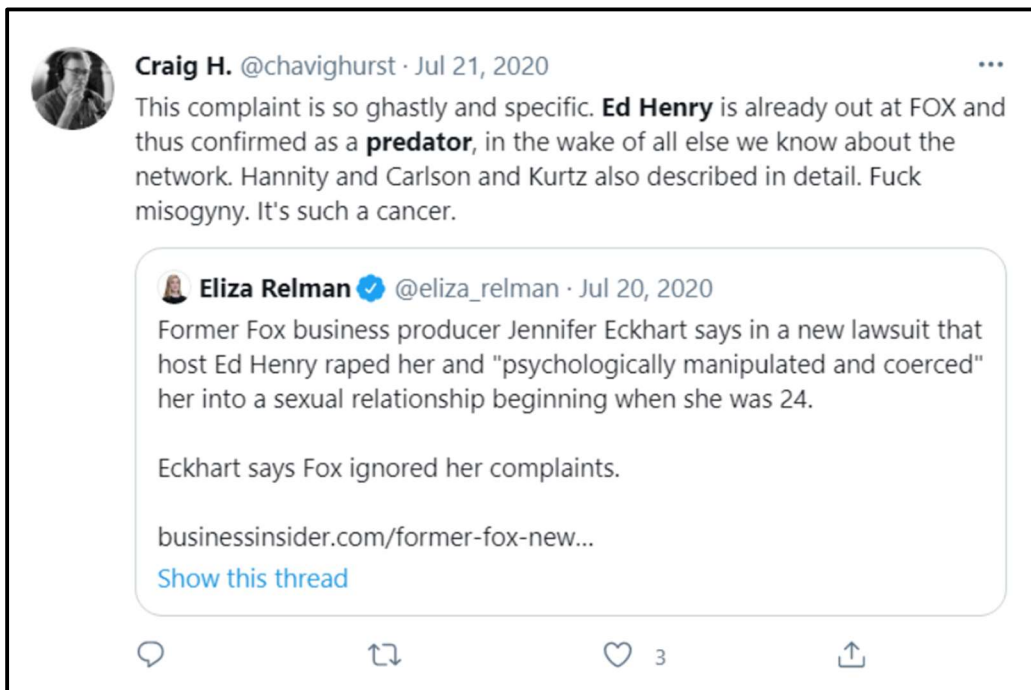 Craig H. @chavighurst · Jul 21, 2020 ...
This complaint is so ghastly and specific. Ed Henry is already out at FOX and
thus confirmed as a predator, in the wake of all else we know about the
network. Hannity and Carlson and Kurtz also described in detail. Fuck
misogyny. It's such a cancer.
Eliza Relman @eliza_relman · Jul 20, 2020
Former Fox business producer Jennifer Eckhart says in a new lawsuit that
host Ed Henry raped her and "psychologically manipulated and coerced"
her into a sexual relationship beginning when she was 24.
Eckhart says Fox ignored her complaints.
businessinsider.com/former-fox-new...
Show this thread
3